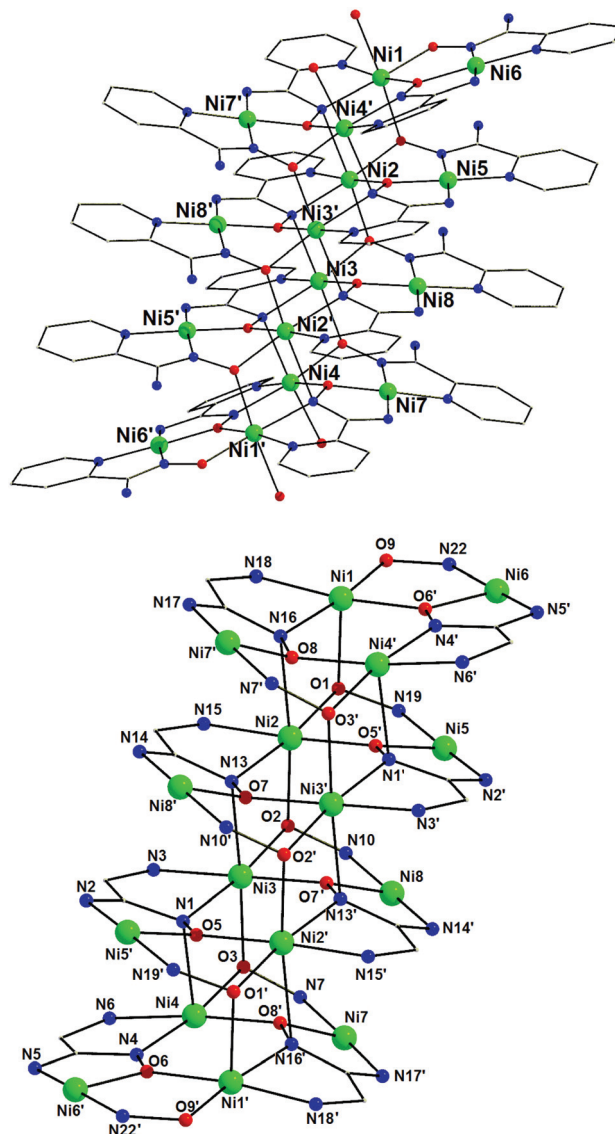 Ni1
Ni6
Ni7'
Ni4'
Ni2
Ni5
Ni8'
Ni3'
Ni3
Ni8
Ni5'
Ni2'
Ni4
Ni7
Ni6'
Ni1'
O9
N22
N18
Ni1
Ni6
O6'
N5'
N17
N16
N4'
Ni7'
O8
Ni4'
N6'
N7'
O1
N19
O3'
N15
Ni2
O5'
Ni5
N14
N13
N1'
N2'
Ni8'
O7
Ni3'
N3'
N10'
O2
N10
N3
O2'
Ni3
Ni8
N2
N1
O7'
N13'
N14'
O5
Ni5'
Ni2'
N15'
N19'
O3
N7
O1'
Ni4
N6
O8'
Ni7
N5
N4
O6
N16'
N17'
Ni6'
Ni1'
N22'
O9'
N18'